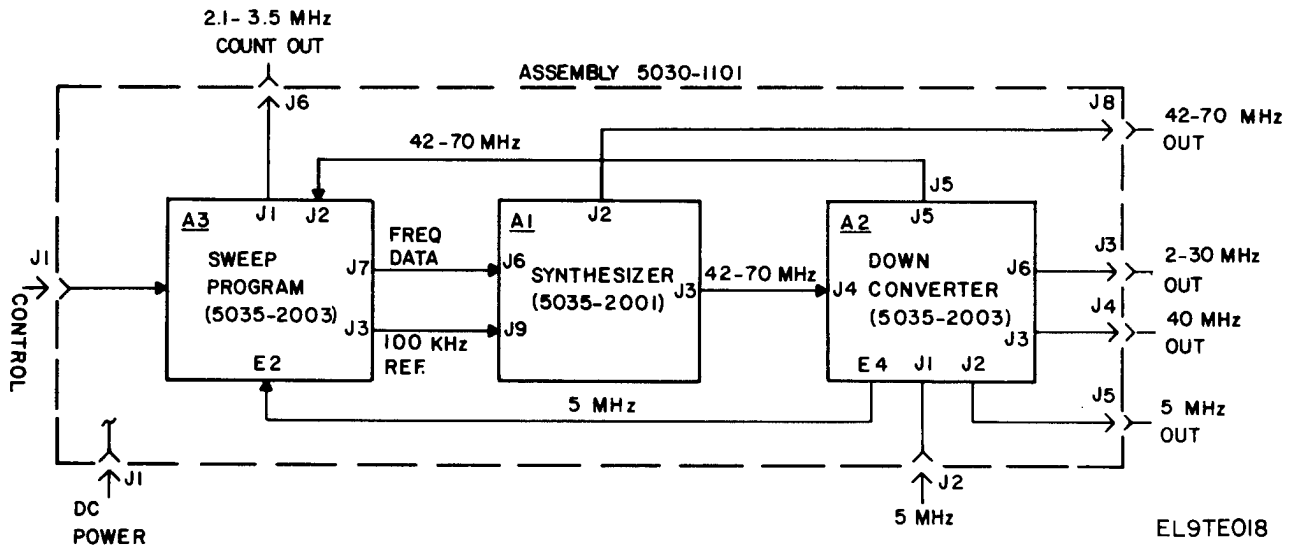 2.1-3.5 MHz
COUNT OUT
ASSEMBLY 5030-1101
J6
J8
42-70 MHz
OUT
42-70 MHz
J5
A3
J1 J2
SWEEP
PROGRAM
(5035-2003)
J7
J3
E2
FREQ
DATA
100 KHz
REF.
A1
J2
J6
SYNTHESIZER
(5035-2001)
J3
J9
42-70 MHz
A2
J5
DOWN
CONVERTER
(5035-2003)
J4
J6
J3
E4 J1 J2
J3
2-30 MHz
OUT
J4
40 MHz
OUT
J5
5 MHz
OUT
J1
CONTROL
5 MHz
J1
DC
POWER
J2
5 MHz
EL9TE018